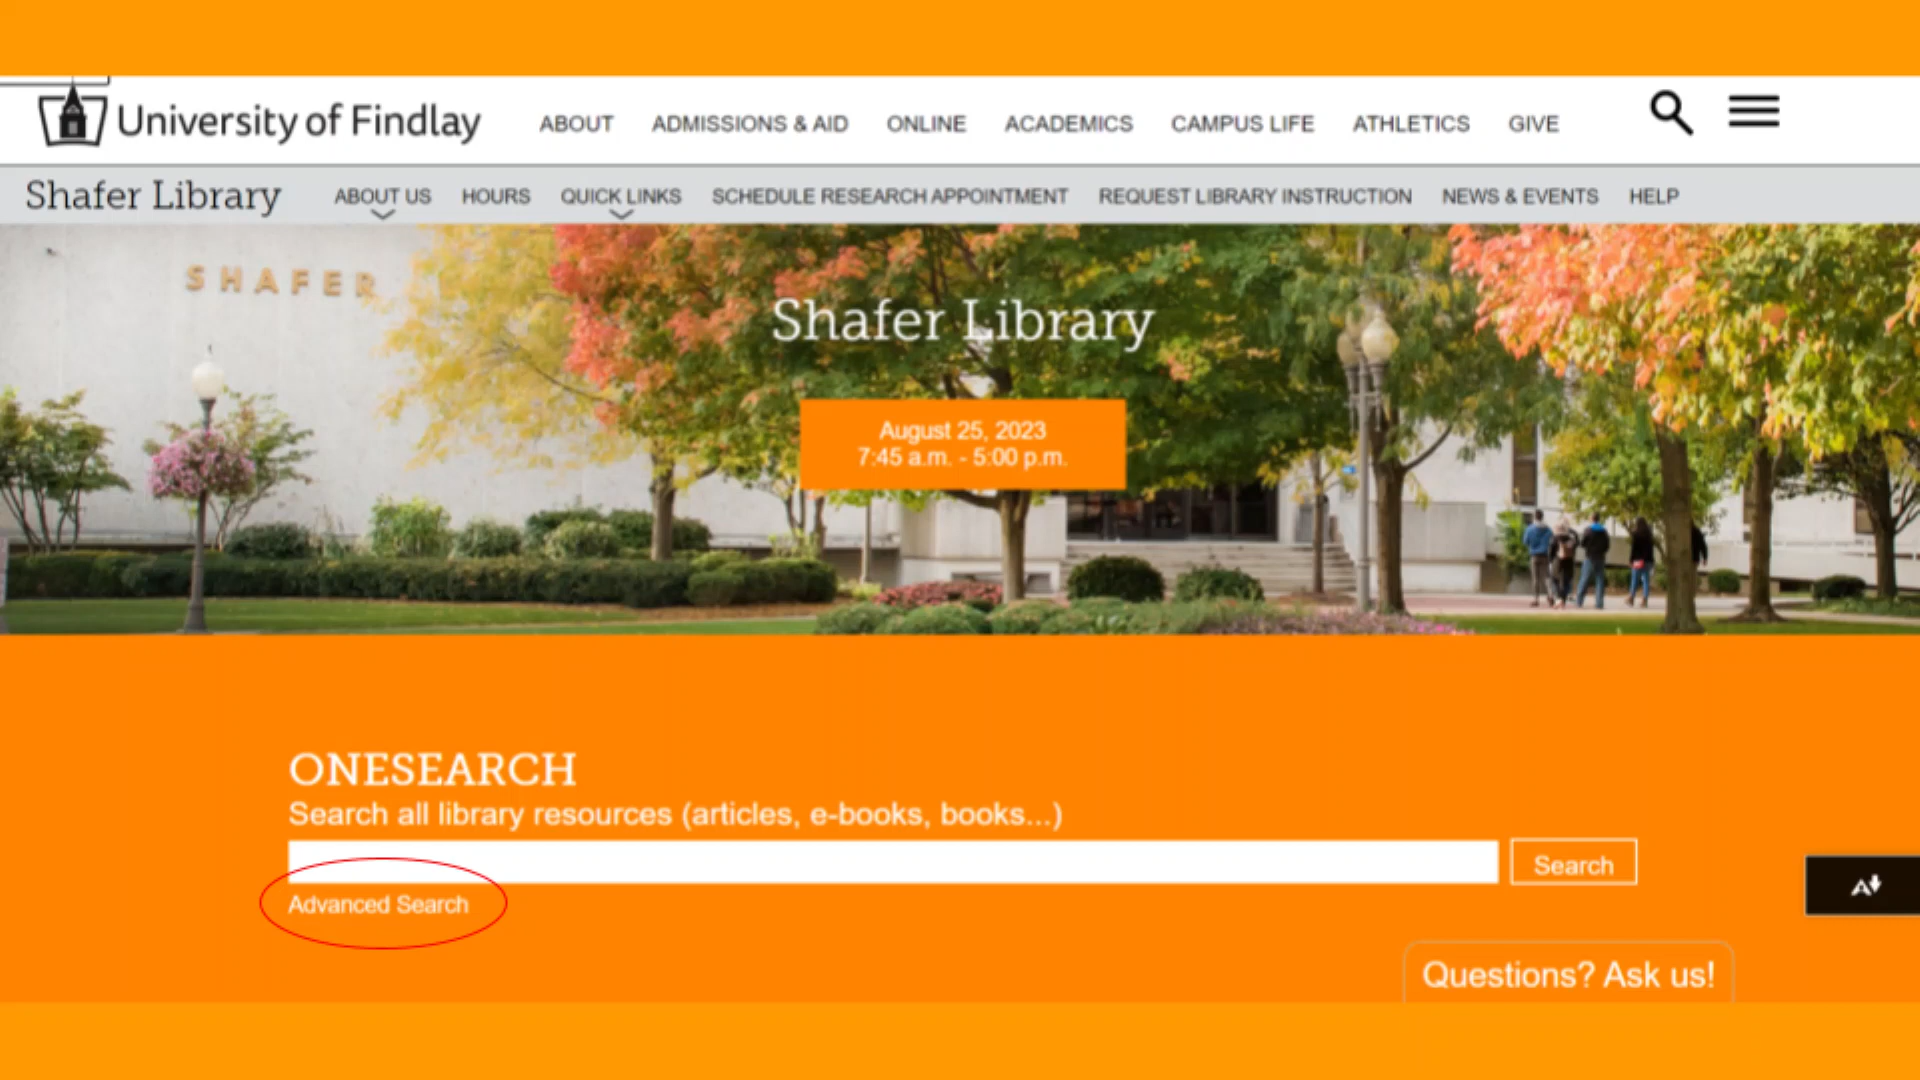 University of Findlay ABOUT ADMISSIONS & AID ONLINE ACADEMICS CAMPUS LIFE ATHLETICS GIVE
Shafer Library ABOUT US HOURS QUICK LINKS SCHEDULE RESEARCH APPOINTMENT REQUEST LIBRARY INSTRUCTION NEWS & EVENTS HELP
SHAFER
Shafer Library
August 25, 2023
7:45 a.m. - 5:00 p.m.
ONESEARCH
Search all library resources (articles, e-books, books...)
Search
Advanced Search
A
Questions? Ask us!